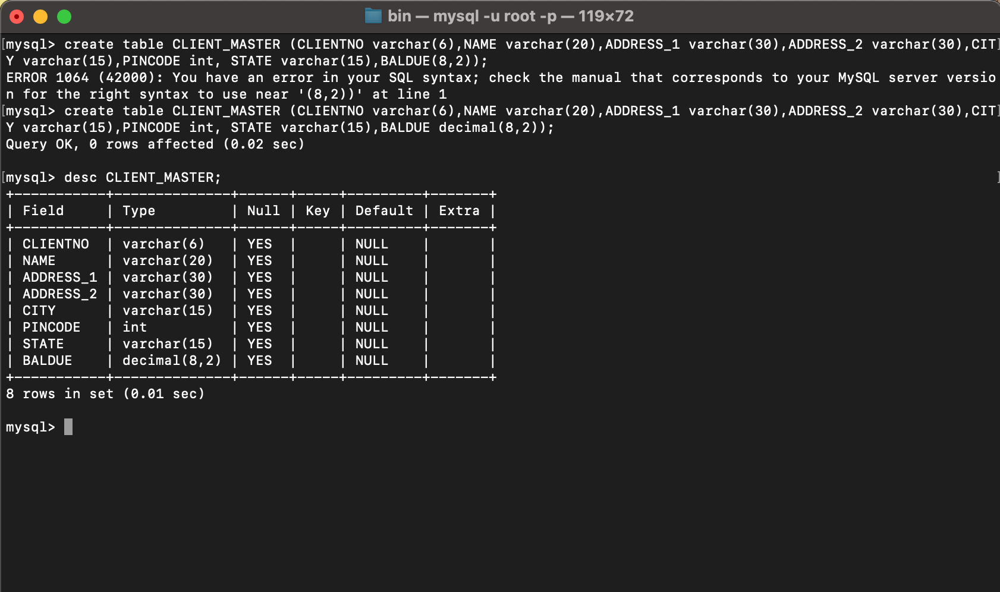 bin — mysql -u root -p — 119×72
mysql> create table CLIENT_MASTER (CLIENTNO varchar(6),NAME varchar(20),ADDRESS_1 varchar(30),ADDRESS_2 varchar(30),CIT
Y varchar(15),PINCODE int, STATE varchar(15),BALDUE(8,2));
ERROR 1064 (42000): You have an error in your SQL syntax; check the manual that corresponds to your MySQL server versio
n for the right syntax to use near '(8,2))' at line 1
mysql> create table CLIENT_MASTER (CLIENTNO varchar(6),NAME varchar(20),ADDRESS_1 varchar(30),ADDRESS_2 varchar(30),CIT
Y varchar(15),PINCODE int, STATE varchar(15),BALDUE decimal(8,2));
Query OK, 0 rows affected (0.02 sec)

mysql> desc CLIENT_MASTER;
+-----------+--------------+------+-----+---------+-------+
| Field     | Type         | Null | Key | Default | Extra |
+-----------+--------------+------+-----+---------+-------+
| CLIENTNO  | varchar(6)   | YES  |     | NULL    |       |
| NAME      | varchar(20)  | YES  |     | NULL    |       |
| ADDRESS_1 | varchar(30)  | YES  |     | NULL    |       |
| ADDRESS_2 | varchar(30)  | YES  |     | NULL    |       |
| CITY      | varchar(15)  | YES  |     | NULL    |       |
| PINCODE   | int          | YES  |     | NULL    |       |
| STATE     | varchar(15)  | YES  |     | NULL    |       |
| BALDUE    | decimal(8,2) | YES  |     | NULL    |       |
+-----------+--------------+------+-----+---------+-------+
8 rows in set (0.01 sec)

mysql>